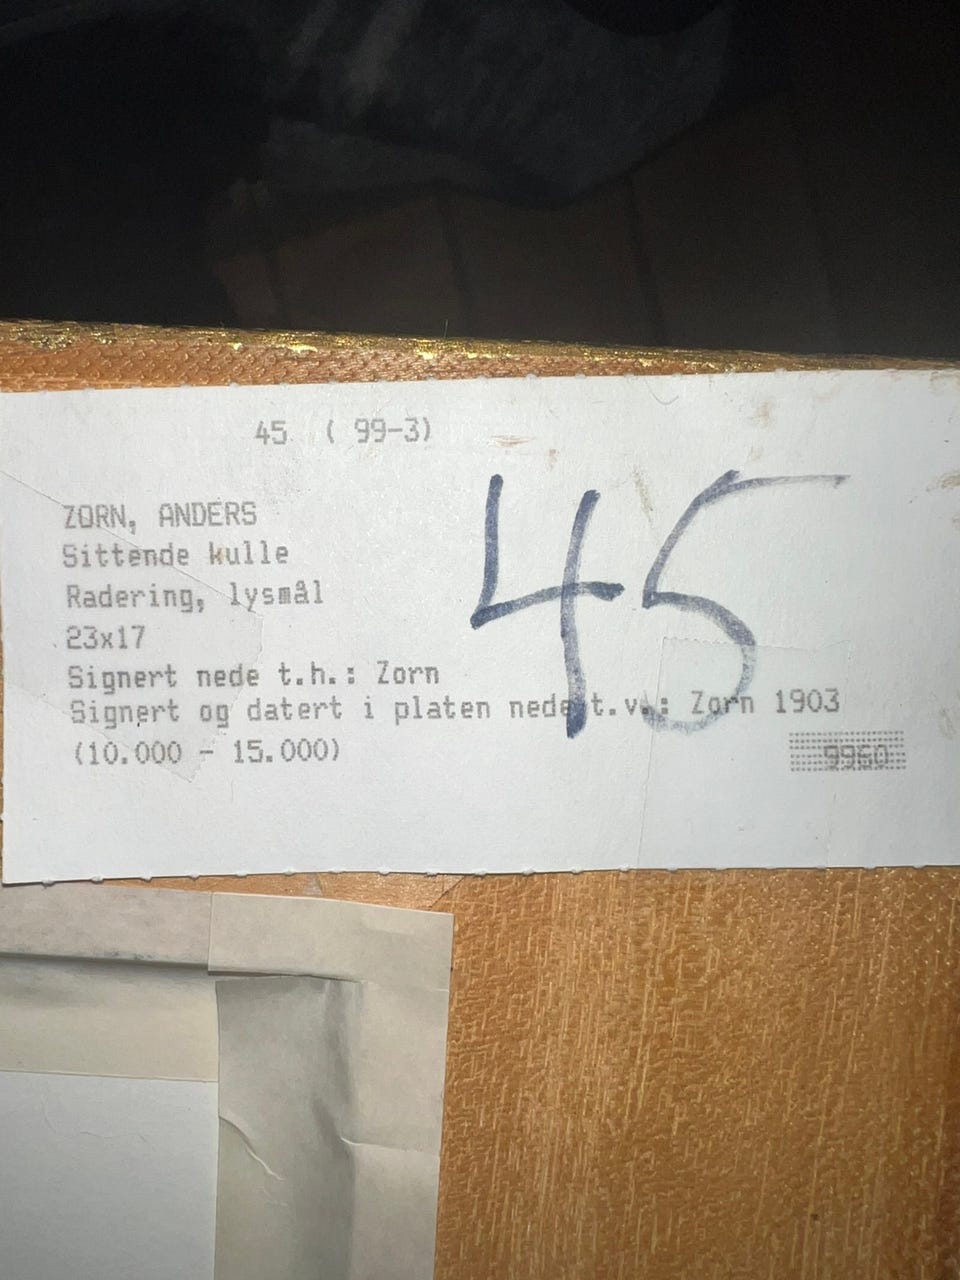 45 ( 99-3)
45
ZORN, ANDERS
Sittende kulle
Radering, lysmål
23x17
Signert nede t.h.: Zorn
Signert og datert i platen nede t.v.: Zorn 1903
(10.000 - 15.000)
9960